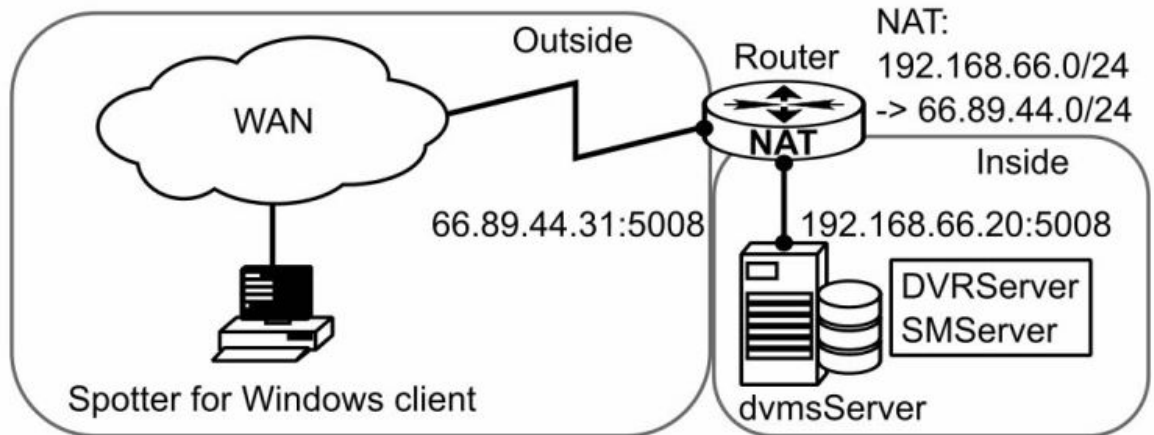 Outside
WAN
Router
NAT:
192.168.66.0/24
-> 66.89.44.0/24
NAT
Inside
66.89.44.31:5008
192.168.66.20:5008
DVRServer
SMServer
Spotter for Windows client
dvmsServer